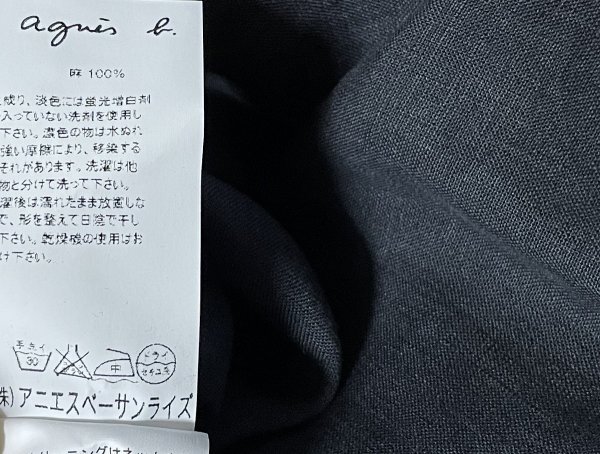 agnès b.
麻 100%
成り、淡色には蛍光増白剤
入っていない洗剤を使用し
下さい。濃色の物は水ぬれ
強い摩擦により、移染する
それがあります。洗濯は他
物と分けて洗って下さい。
濯後は濡れたまま放置しな
で、形を整えて日陰で干し
下さい。乾燥機の使用はお
け下さい。
手洗イ
30
中
ドライ
セキユ系
株)アニエスベーサンライズ